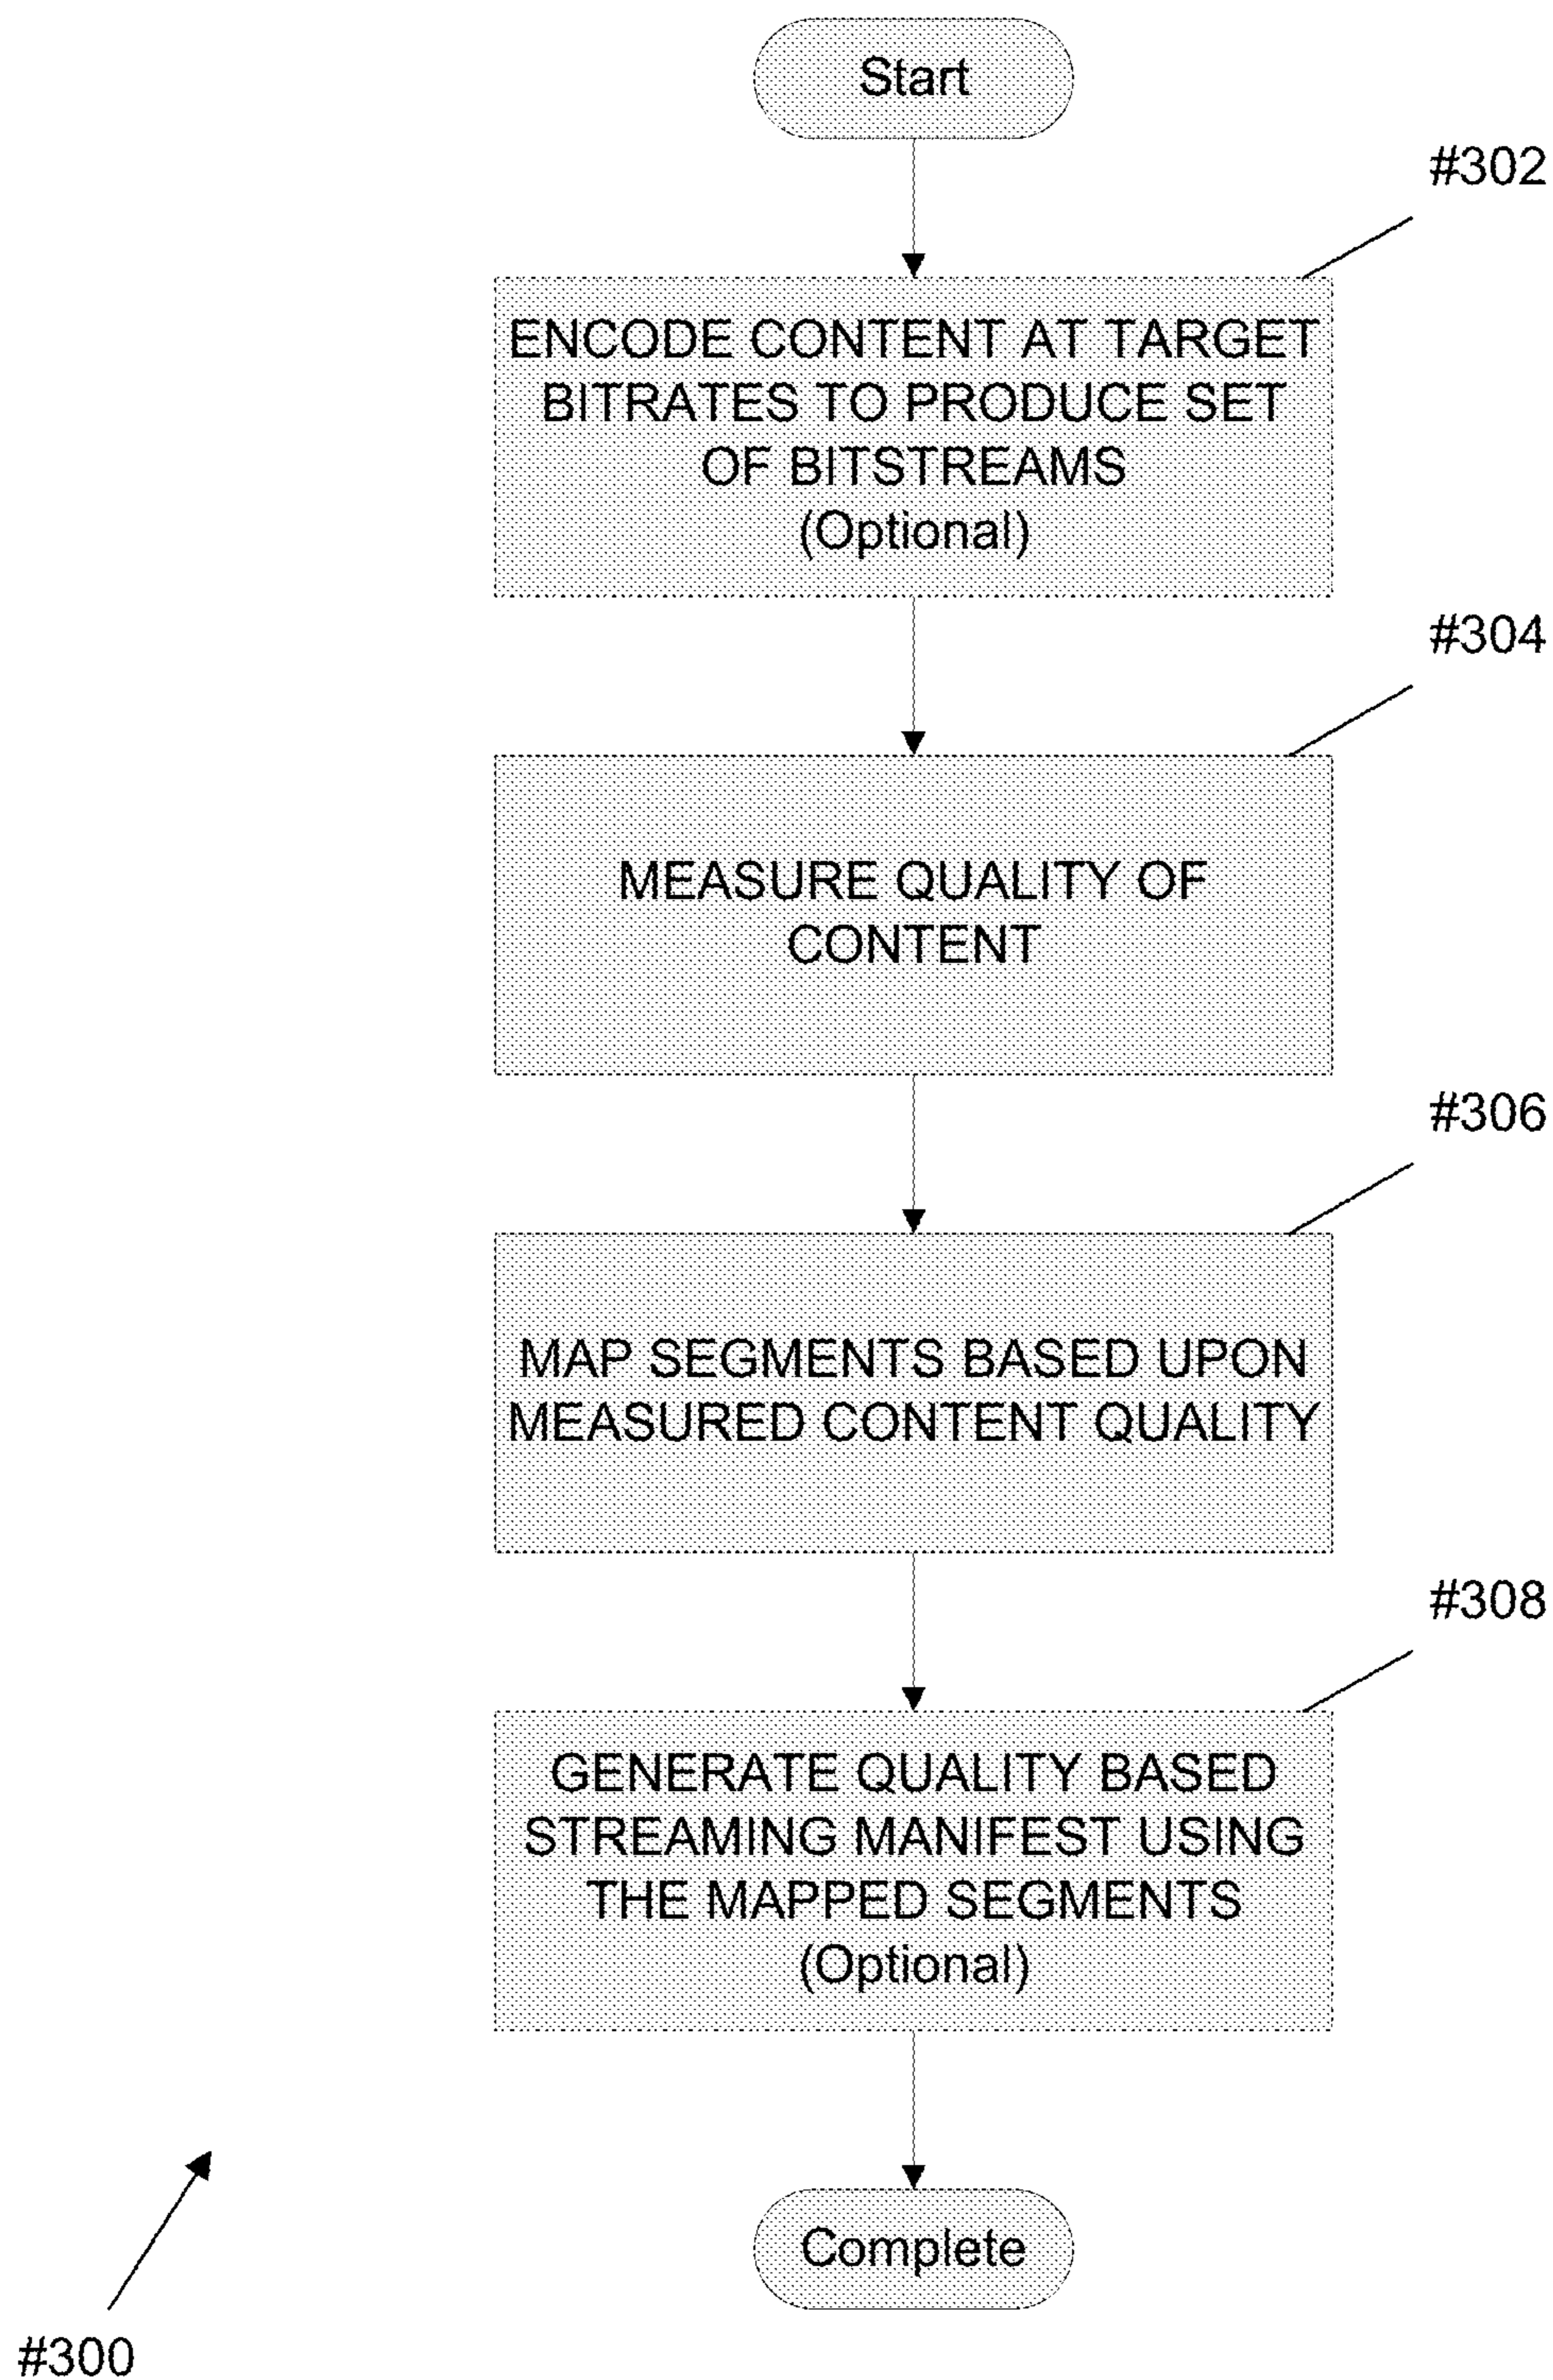 Start
#302
ENCODE CONTENT AT TARGET
BITRATES TO PRODUCE SET
OF BITSTREAMS
(Optional)
#304
MEASURE QUALITY OF
CONTENT
#306
MAP SEGMENTS BASED UPON
MEASURED CONTENT QUALITY
#308
GENERATE QUALITY BASED
STREAMING MANIFEST USING
THE MAPPED SEGMENTS
(Optional)
Complete
#300